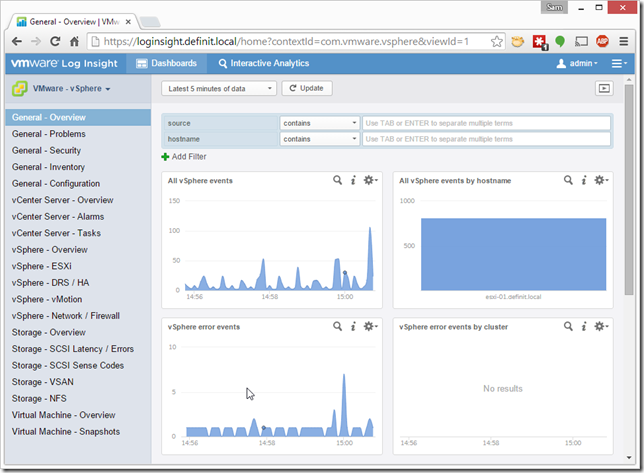 Sam
General - Overview | VMw
https://loginsight.definit.local/home?contextId=com.vmware.vsphere&viewId=1
ABP
vmware Log Insight
Dashboards
Interactive Analytics
admin
VMware - vSphere
Latest 5 minutes of data
Update
General - Overview
General - Problems
General - Security
General - Inventory
General - Configuration
vCenter Server - Overview
vCenter Server - Alarms
vCenter Server - Tasks
vSphere - Overview
vSphere - ESXi
vSphere - DRS / HA
vSphere - vMotion
vSphere - Network / Firewall
Storage - Overview
Storage - SCSI Latency / Errors
Storage - SCSI Sense Codes
Storage - VSAN
Storage - NFS
Virtual Machine - Overview
Virtual Machine - Snapshots
source contains Use TAB or ENTER to separate multiple terms
hostname contains Use TAB or ENTER to separate multiple terms
Add Filter
All vSphere events
150
100
50
0
14:56 14:58 15:00
All vSphere events by hostname
1000
500
esxi-01.definit.local
vSphere error events
10
5
0
14:56 14:58 15:00
vSphere error events by cluster
No results
14:56 14:58 15:00